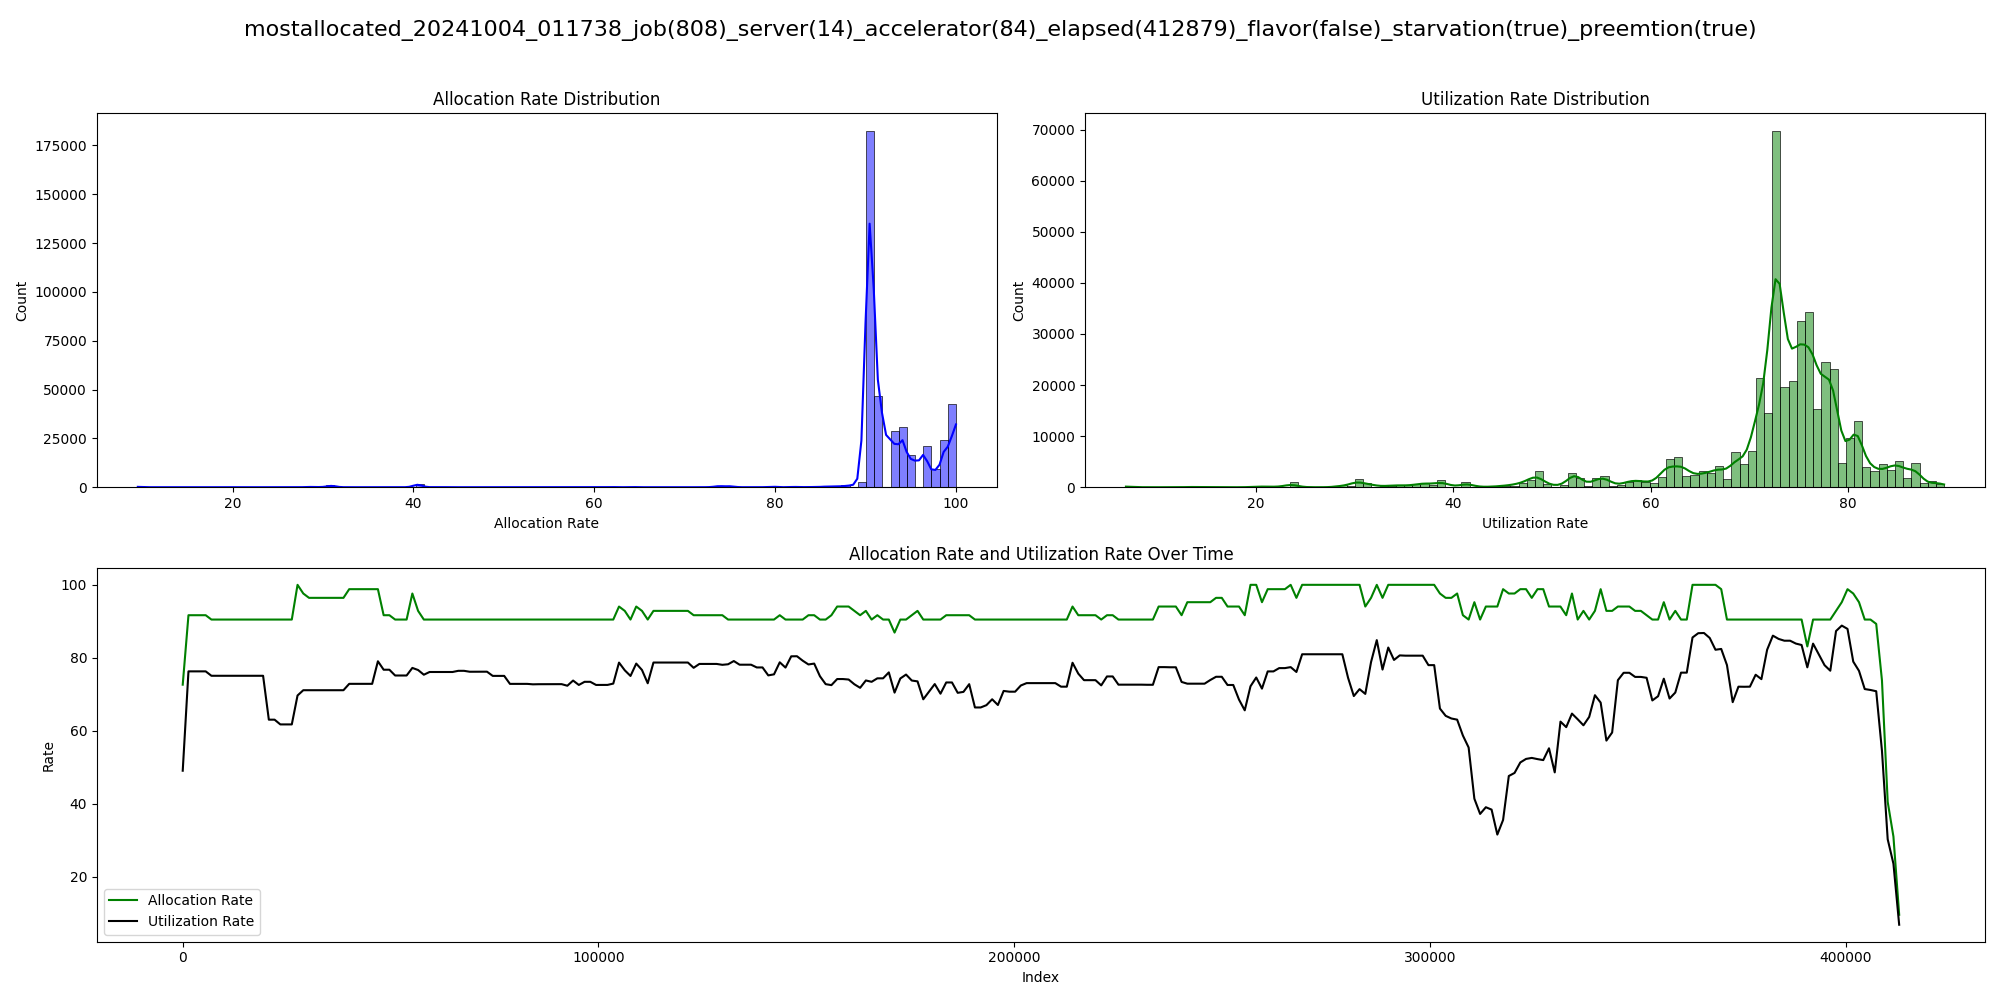 mostallocated_20241004_011738_job(808)_server(14)_accelerator(84)_elapsed(412879)_flavor(false)_starvation(true)_preemtion(true)
Allocation Rate Distribution
175000
150000
125000
100000
75000
50000
25000
0
Count
20 40 60 80 100
Allocation Rate
Utilization Rate Distribution
70000
60000
50000
40000
30000
20000
10000
0
Count
20 40 60 80
Utilization Rate
Allocation Rate and Utilization Rate Over Time
100
80
60
40
20
Rate
Allocation Rate
Utilization Rate
0 100000 200000 300000 400000
Index